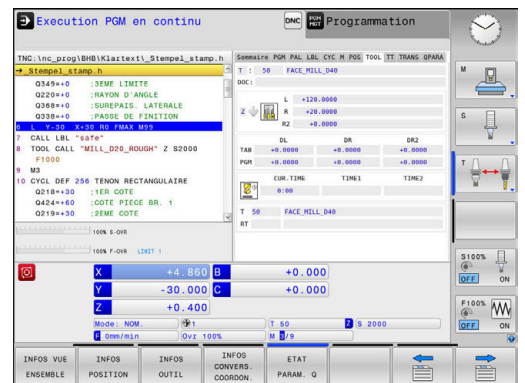 Execution PGM en continu
DNC
PGM MGT
Programmation
TNC:\nc_prog\BHB\Klartext\_Stempel_stamp.h
→_Stempel_stamp.h
Q349=+0 ;3EME LIMITE
Q220=+0 ;RAYON D'ANGLE
Q368=+0 ;SUREPAIS. LATERALE
Q338=+0 ;PASSE DE FINITION
6 L Y-30 X+30 R0 FMAX M99
7 CALL LBL "safe"
8 TOOL CALL "MILL_D20_ROUGH" Z S2000
F1000
9 M3
10 CYCL DEF 256 TENON RECTANGULAIRE
Q218=+30 ;1ER COTE
Q424=+60 ;COTE PIECE BR. 1
Q219=+30 ;2EME COTE
100% S-OVR
100% F-OVR LIMIT 1
Sommaire PGM PAL LBL CYC M POS TOOL TT TRANS QPARA
T : 50 FACE_MILL_D40
DOC:
Z
L +120.0000
R +20.0000
R2 +0.0000
DL DR DR2
TAB +0.0000 +0.0000 +0.0000
PGM +0.0000 +0.0000 +0.0000
CUR.TIME TIME1 TIME2
0:00
T 50 FACE_MILL_D40
RT
X +4.860 B +0.000
Y -30.000 C +0.000
Z +0.400
Mode: NOM. 1 T 50 Z S 2000
F 0mm/min Ovr 100% M 5/9
M
S
T
S100%
OFF ON
F100%
OFF ON
INFOS VUE ENSEMBLE
INFOS POSITION
INFOS OUTIL
INFOS CONVERS. COORDON.
ETAT PARAM. Q